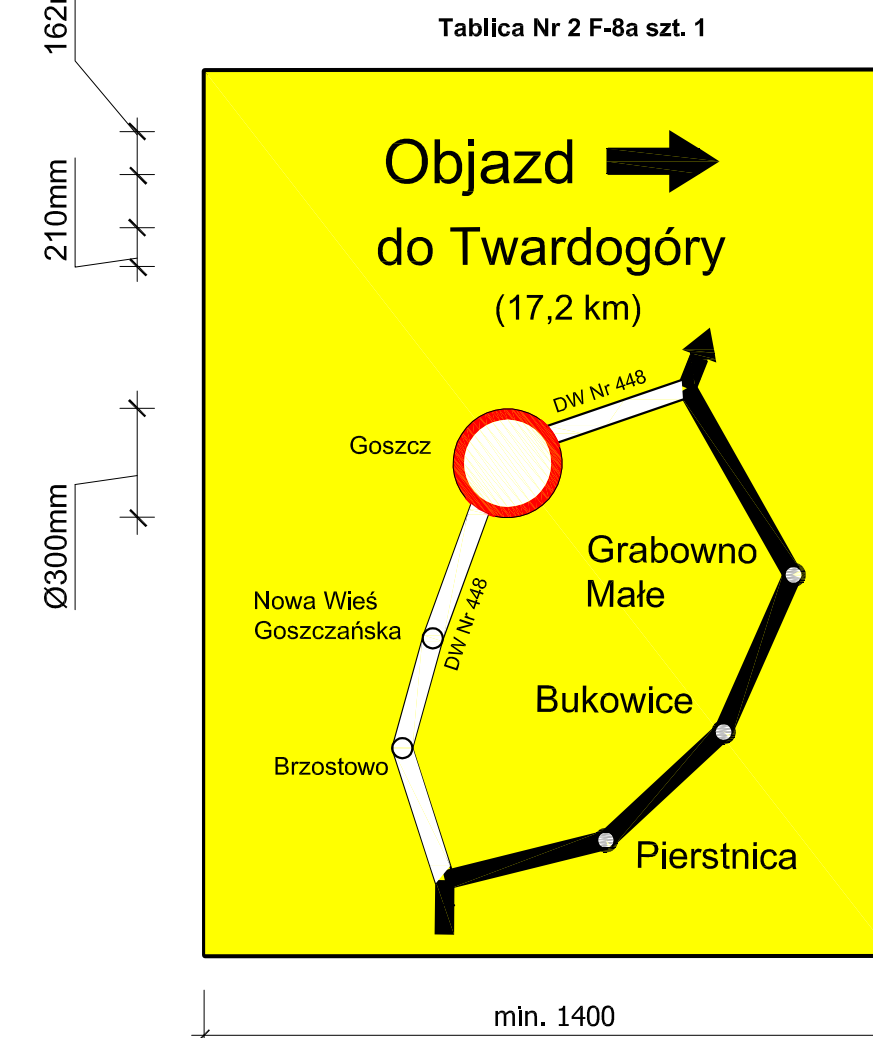 Tablica Nr 2 F-8a szt. 1
210mm
Objazd
do Twardogóry
(17,2 km)
DW Nr 448
Goszcz
Ø300mm
Grabowno
Małe
Nowa Wieś
Goszczańska
DW Nr 448
Bukowice
Brzostowo
Pierstnica
min. 1400